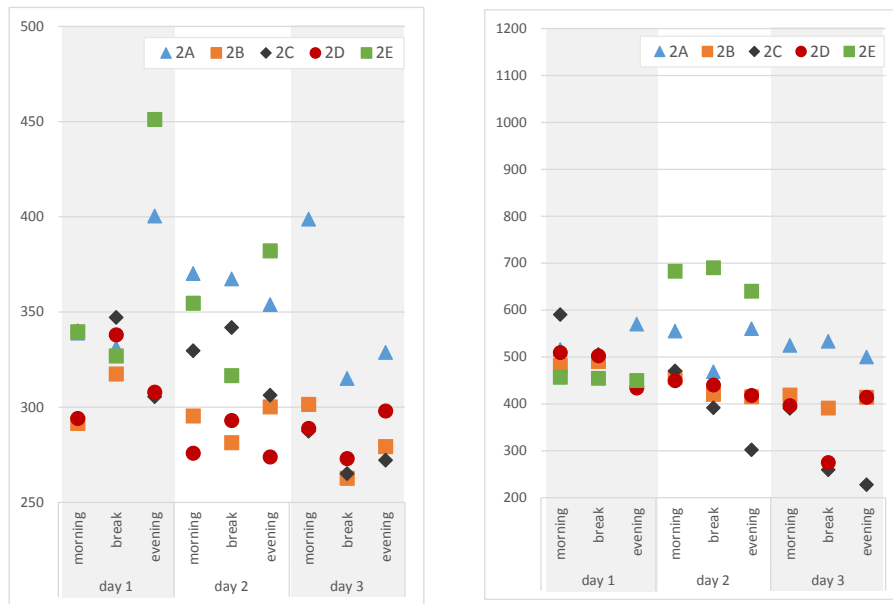 500
450
400
350
300
250
2A 2B 2C 2D 2E
morning break evening morning break evening morning break evening
day 1 day 2 day 3
1200
1100
1000
900
800
700
600
500
400
300
200
2A 2B 2C 2D 2E
morning break evening morning break evening morning break evening
day 1 day 2 day 3